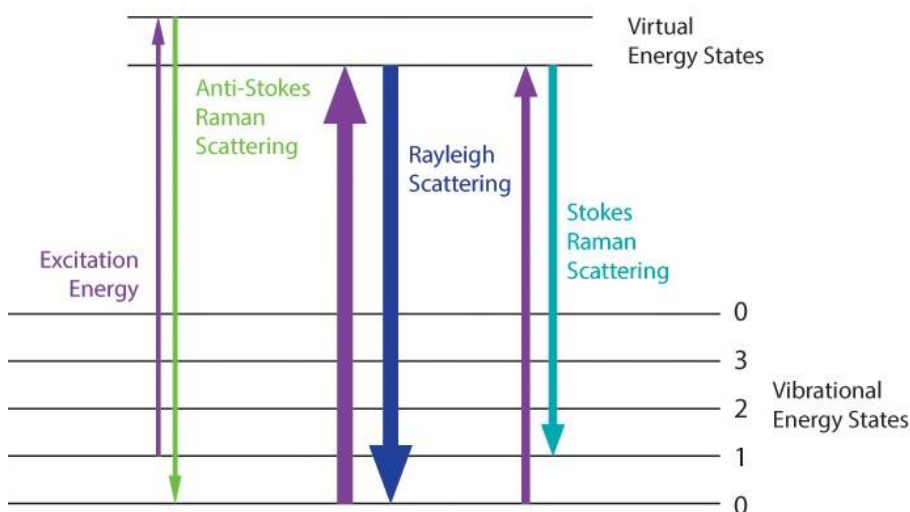 Virtual
Energy States
Anti-Stokes
Raman
Scattering
Rayleigh
Scattering
Stokes
Raman
Scattering
Excitation
Energy
0
3
2
1
0
Vibrational
Energy States